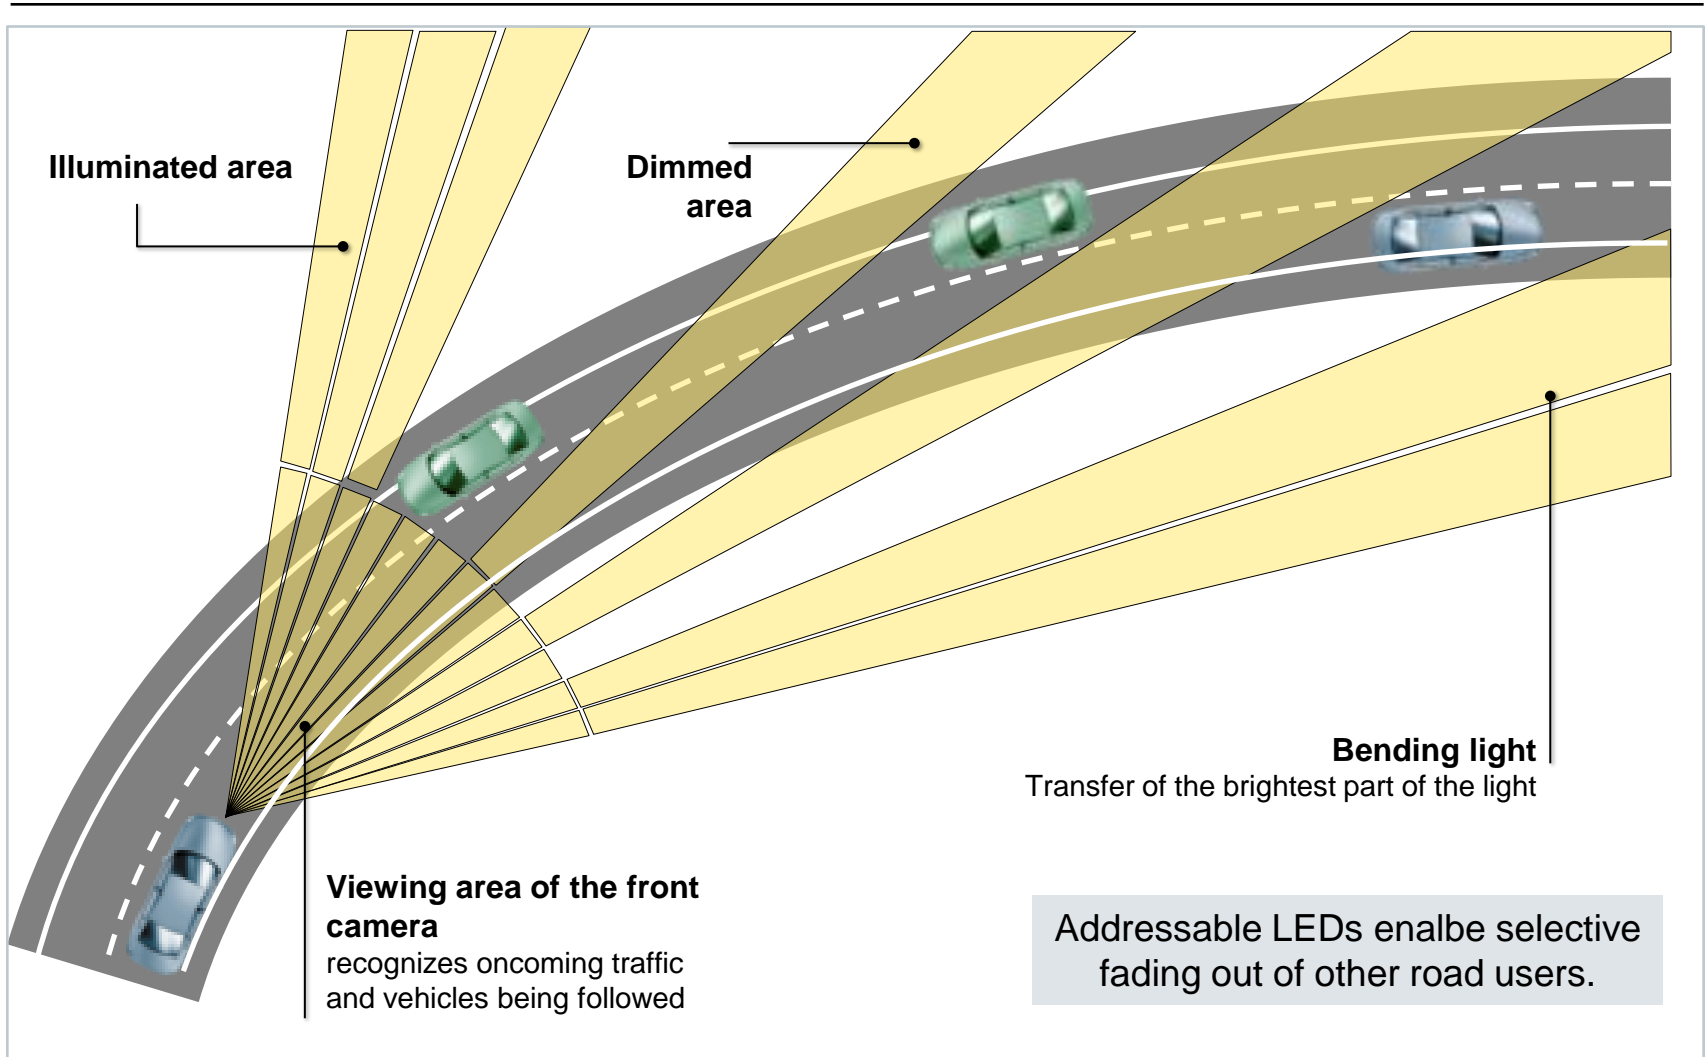 Illuminated area
Dimmed
area
Bending light
Transfer of the brightest part of the light
Viewing area of the front
camera
recognizes oncoming traffic
and vehicles being followed
Addressable LEDs enalbe selective
fading out of other road users.